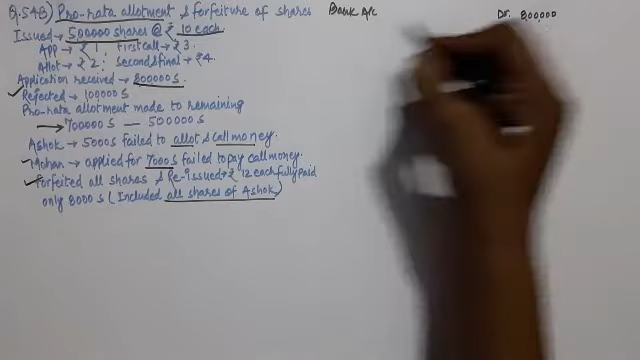 Q.54B) Pro-rata allotment & forfeiture of shares
Issued → 500000 shares @ ₹ 10 each
App → ₹ 1 first call → ₹ 3.
Allot → ₹ 2 second & final → ₹ 4.
Application received → 800000 S
✓ Rejected → 100000 S
Pro-rata allotment made to remaining
→ 700000 S — 500000 S
Ashok → 5000 S failed to allot & call money.
Mohan → applied for 7000 S failed to pay call money.
Forfeited all shares & Re-issued → ₹ 12 each fully paid
only 8000 S (Included all shares of Ashok)
Bank A/c Dr. 800,000